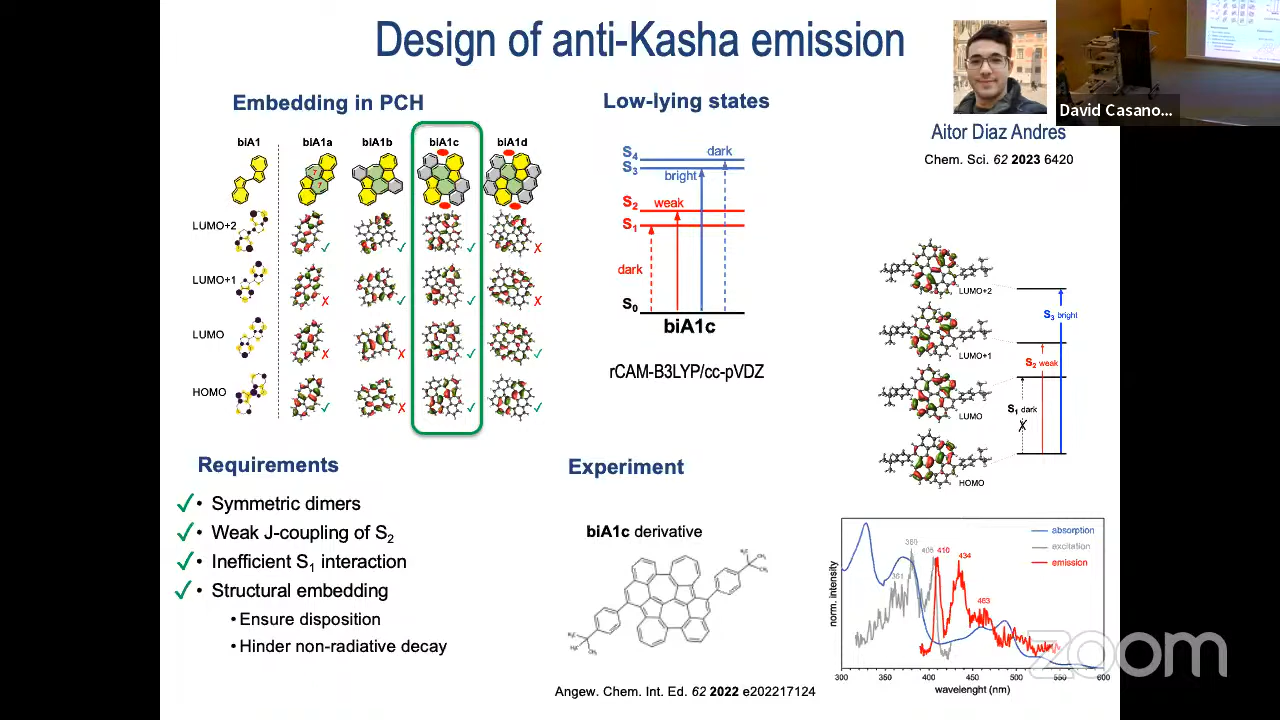 Design of anti-Kasha emission
David Casano...
Aitor Diaz Andres
Chem. Sci. 62 2023 6420
Embedding in PCH
biA1
biA1a
biA1b
biA1c
biA1d
7
7
LUMO+2
LUMO+1
LUMO
HOMO
Low-lying states
S4
dark
S3
bright
S2
weak
S1
dark
S0
biA1c
rCAM-B3LYP/cc-pVDZ
LUMO+2
S3 bright
LUMO+1
S2 weak
LUMO
S1 dark
HOMO
Requirements
✓• Symmetric dimers
✓• Weak J-coupling of S2
✓• Inefficient S1 interaction
✓• Structural embedding
• Ensure disposition
• Hinder non-radiative decay
Experiment
biA1c derivative
Angew. Chem. Int. Ed. 62 2022 e202217124
absorption
excitation
emission
361
380
406
410
434
463
norm. intensity
300
350
400
450
500
550
600
wavelenght (nm)
zoom